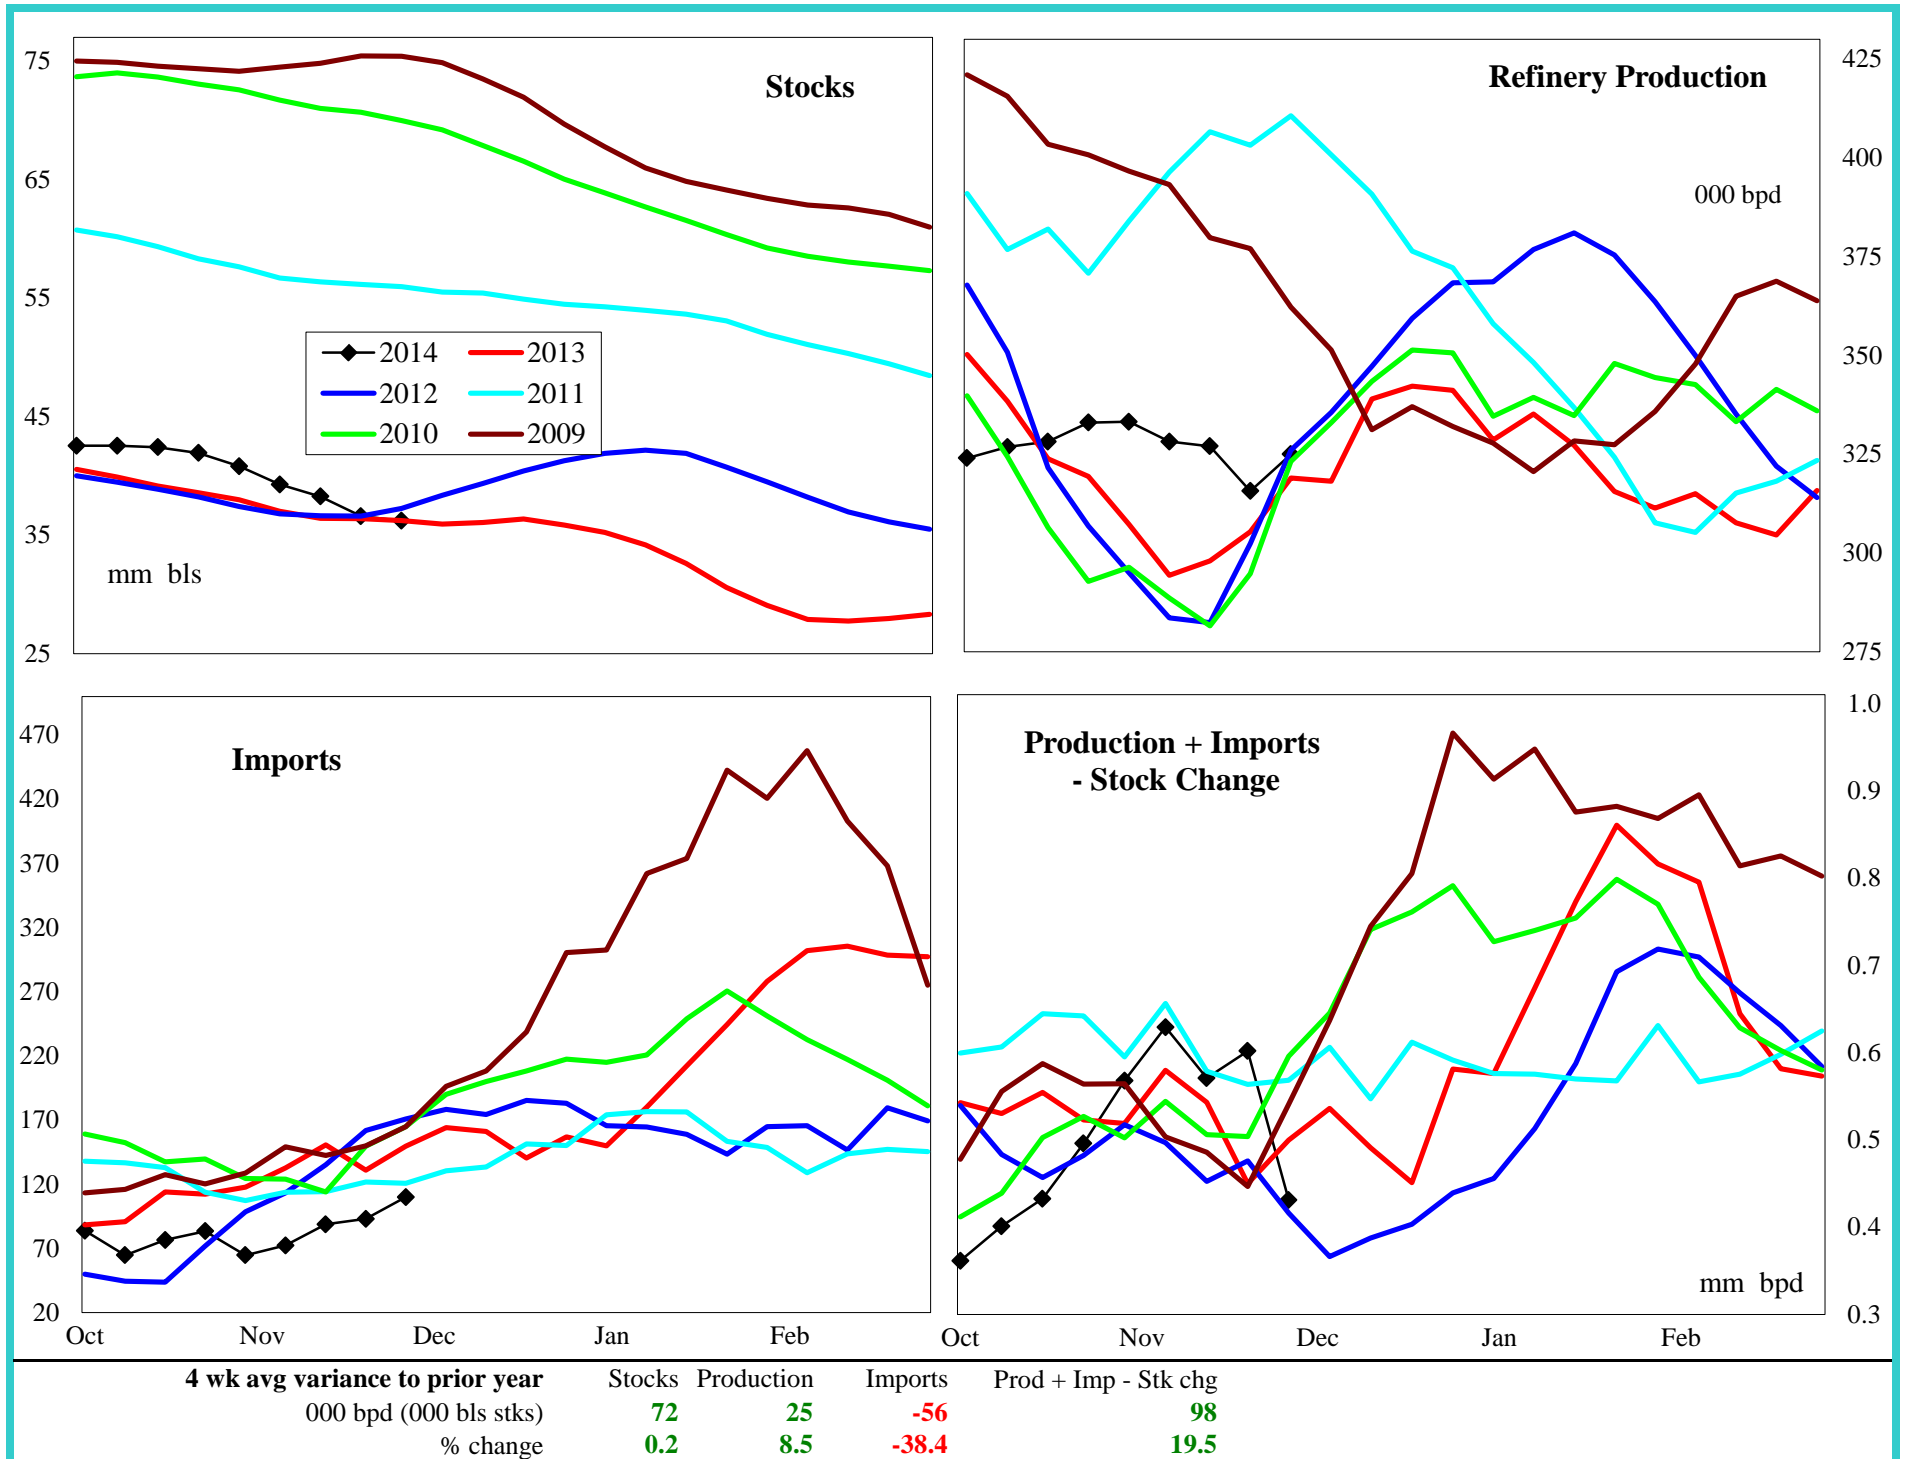 Stocks
75
65
55
45
35
25
2014
2013
2012
2011
2010
2009
mm bls
Refinery Production
000 bpd
425
400
375
350
325
300
275
Imports
470
420
370
320
270
220
170
120
70
20
Oct Nov Dec Jan Feb
Production + Imports
- Stock Change
1.0
0.9
0.8
0.7
0.6
0.5
0.4
0.3
mm bpd
Oct Nov Dec Jan Feb
4 wk avg variance to prior year Stocks Production Imports Prod + Imp - Stk chg
000 bpd (000 bls stks) 72 25 -56 98
% change 0.2 8.5 -38.4 19.5